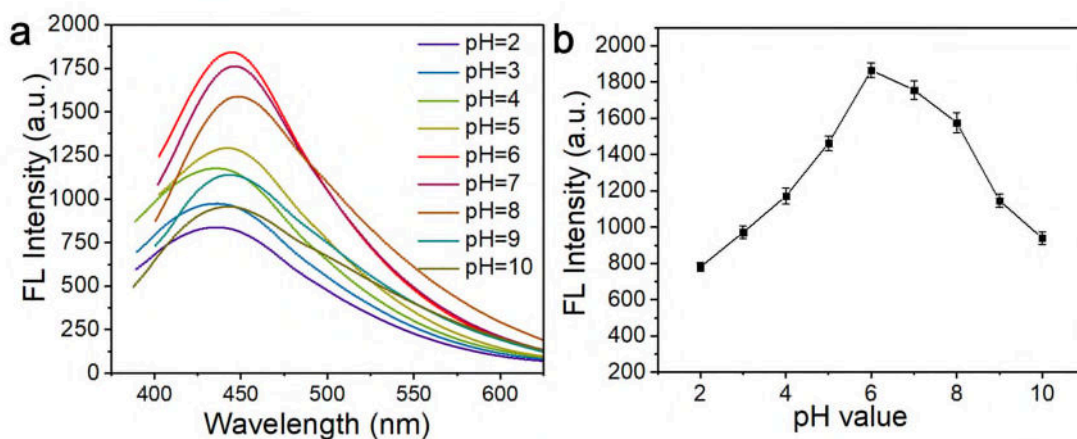 a
2000
1750
1500
1250
1000
750
500
250
0
FL Intensity (a.u.)
400 450 500 550 600
Wavelength (nm)
pH=2
pH=3
pH=4
pH=5
pH=6
pH=7
pH=8
pH=9
pH=10
b
2000
1800
1600
1400
1200
1000
800
600
400
200
FL Intensity (a.u.)
2 4 6 8 10
pH value